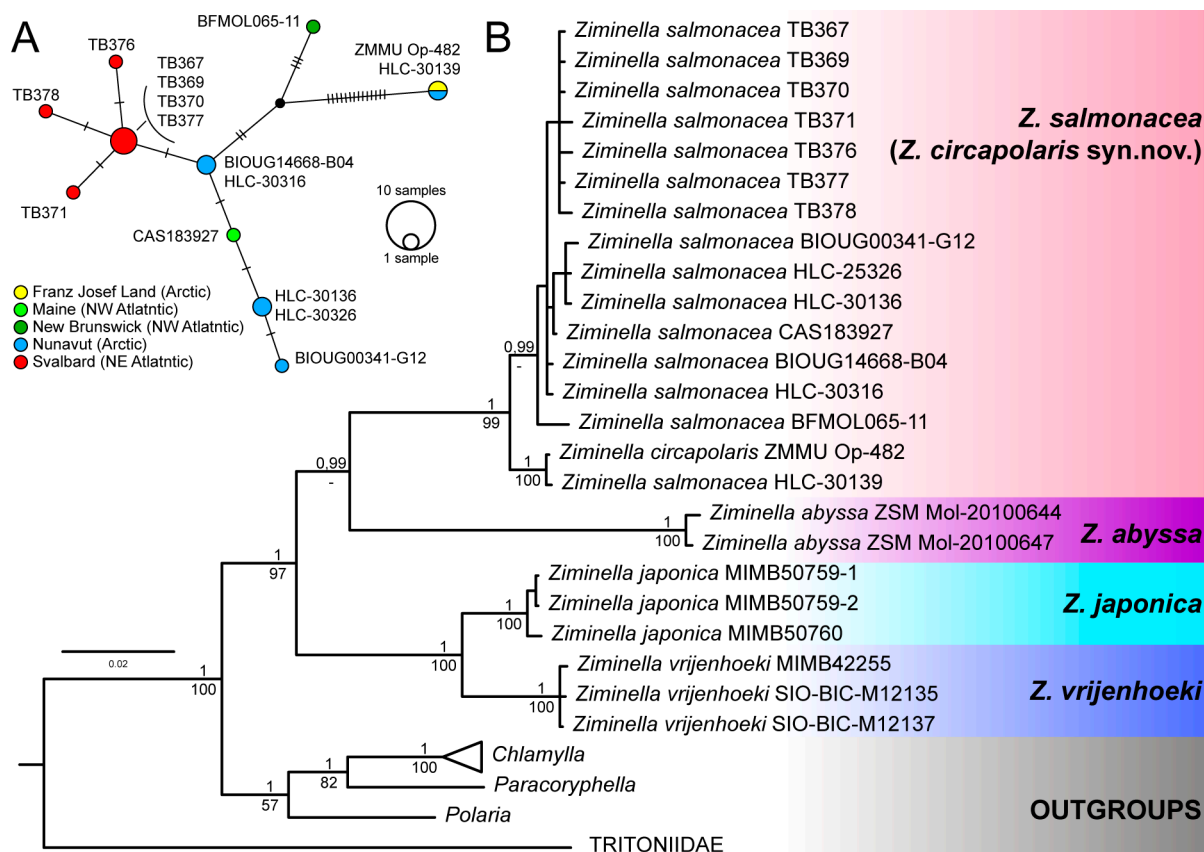 A
BFMOL065-11
ZMMU Op-482
HLC-30139
TB376
TB367
TB369
TB370
TB377
TB378
TB371
BIOUG14668-B04
HLC-30316
10 samples
1 sample
CAS183927
HLC-30136
HLC-30326
BIOUG00341-G12
Franz Josef Land (Arctic)
Maine (NW Atlatntic)
New Brunswick (NW Atlatntic)
Nunavut (Arctic)
Svalbard (NE Atlatntic)
B
Ziminella salmonacea TB367
Ziminella salmonacea TB369
Ziminella salmonacea TB370
Ziminella salmonacea TB371
Ziminella salmonacea TB376
Ziminella salmonacea TB377
Ziminella salmonacea TB378
Ziminella salmonacea BIOUG00341-G12
Ziminella salmonacea HLC-25326
Ziminella salmonacea HLC-30136
Ziminella salmonacea CAS183927
Ziminella salmonacea BIOUG14668-B04
Ziminella salmonacea HLC-30316
Ziminella salmonacea BFMOL065-11
Ziminella circapolaris ZMMU Op-482
Ziminella salmonacea HLC-30139
Ziminella abyssa ZSM Mol-20100644
Ziminella abyssa ZSM Mol-20100647
Ziminella japonica MIMB50759-1
Ziminella japonica MIMB50759-2
Ziminella japonica MIMB50760
Ziminella vrijenhoeki MIMB42255
Ziminella vrijenhoeki SIO-BIC-M12135
Ziminella vrijenhoeki SIO-BIC-M12137
Chlamylla
Paracoryphella
Polaria
TRITONIIDAE
Z. salmonacea
(Z. circapolaris syn.nov.)
Z. abyssa
Z. japonica
Z. vrijenhoeki
OUTGROUPS
0,99
-
1
99
1
100
0,99
-
1
100
1
97
1
100
1
100
1
100
1
100
1
100
1
82
1
57
0.02